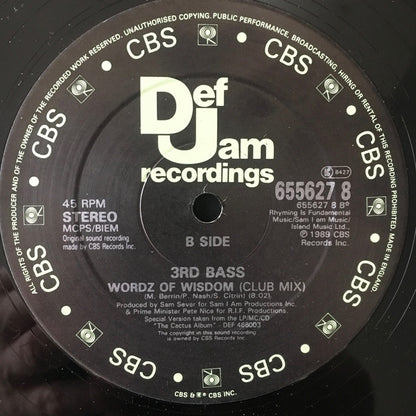 UNAUTHORISED COPYING, PUBLIC PERFORMANCE, BROADCASTING, HIRING OR RENTAL OF THIS RECORDING PROHIBITED
ALL RIGHTS OF THE PRODUCER AND OF THE OWNER OF THE RECORDED WORK RESERVED.
CBS
CBS
CBS
CBS
CBS
CBS
CBS
CBS
CBS
Def
Jam
recordings
45 RPM
STEREO
MCPS/BIEM
Original sound recording
made by CBS Records Inc.
B SIDE
LC 8427
655627 8
655627 8 B°
Rhyming Is Fundamental
Music/Sam I Am Music/
Island Music Ltd.
℗ 1989 CBS
Records Inc.
3RD BASS
WORDZ OF WISDOM (CLUB MIX)
(M. Berrin/P. Nash/S. Citrin) (8.02)
Produced by Sam Sever for Sam I Am Productions Inc.
& Prime Minister Pete Nice for R.I.F. Productions.
Special Version taken from the LP/MC/CD
"The Cactus Album" - DEF 466003
The copyright in this sound recording
is owned by CBS Records Inc.
CBS & ® CBS INC.